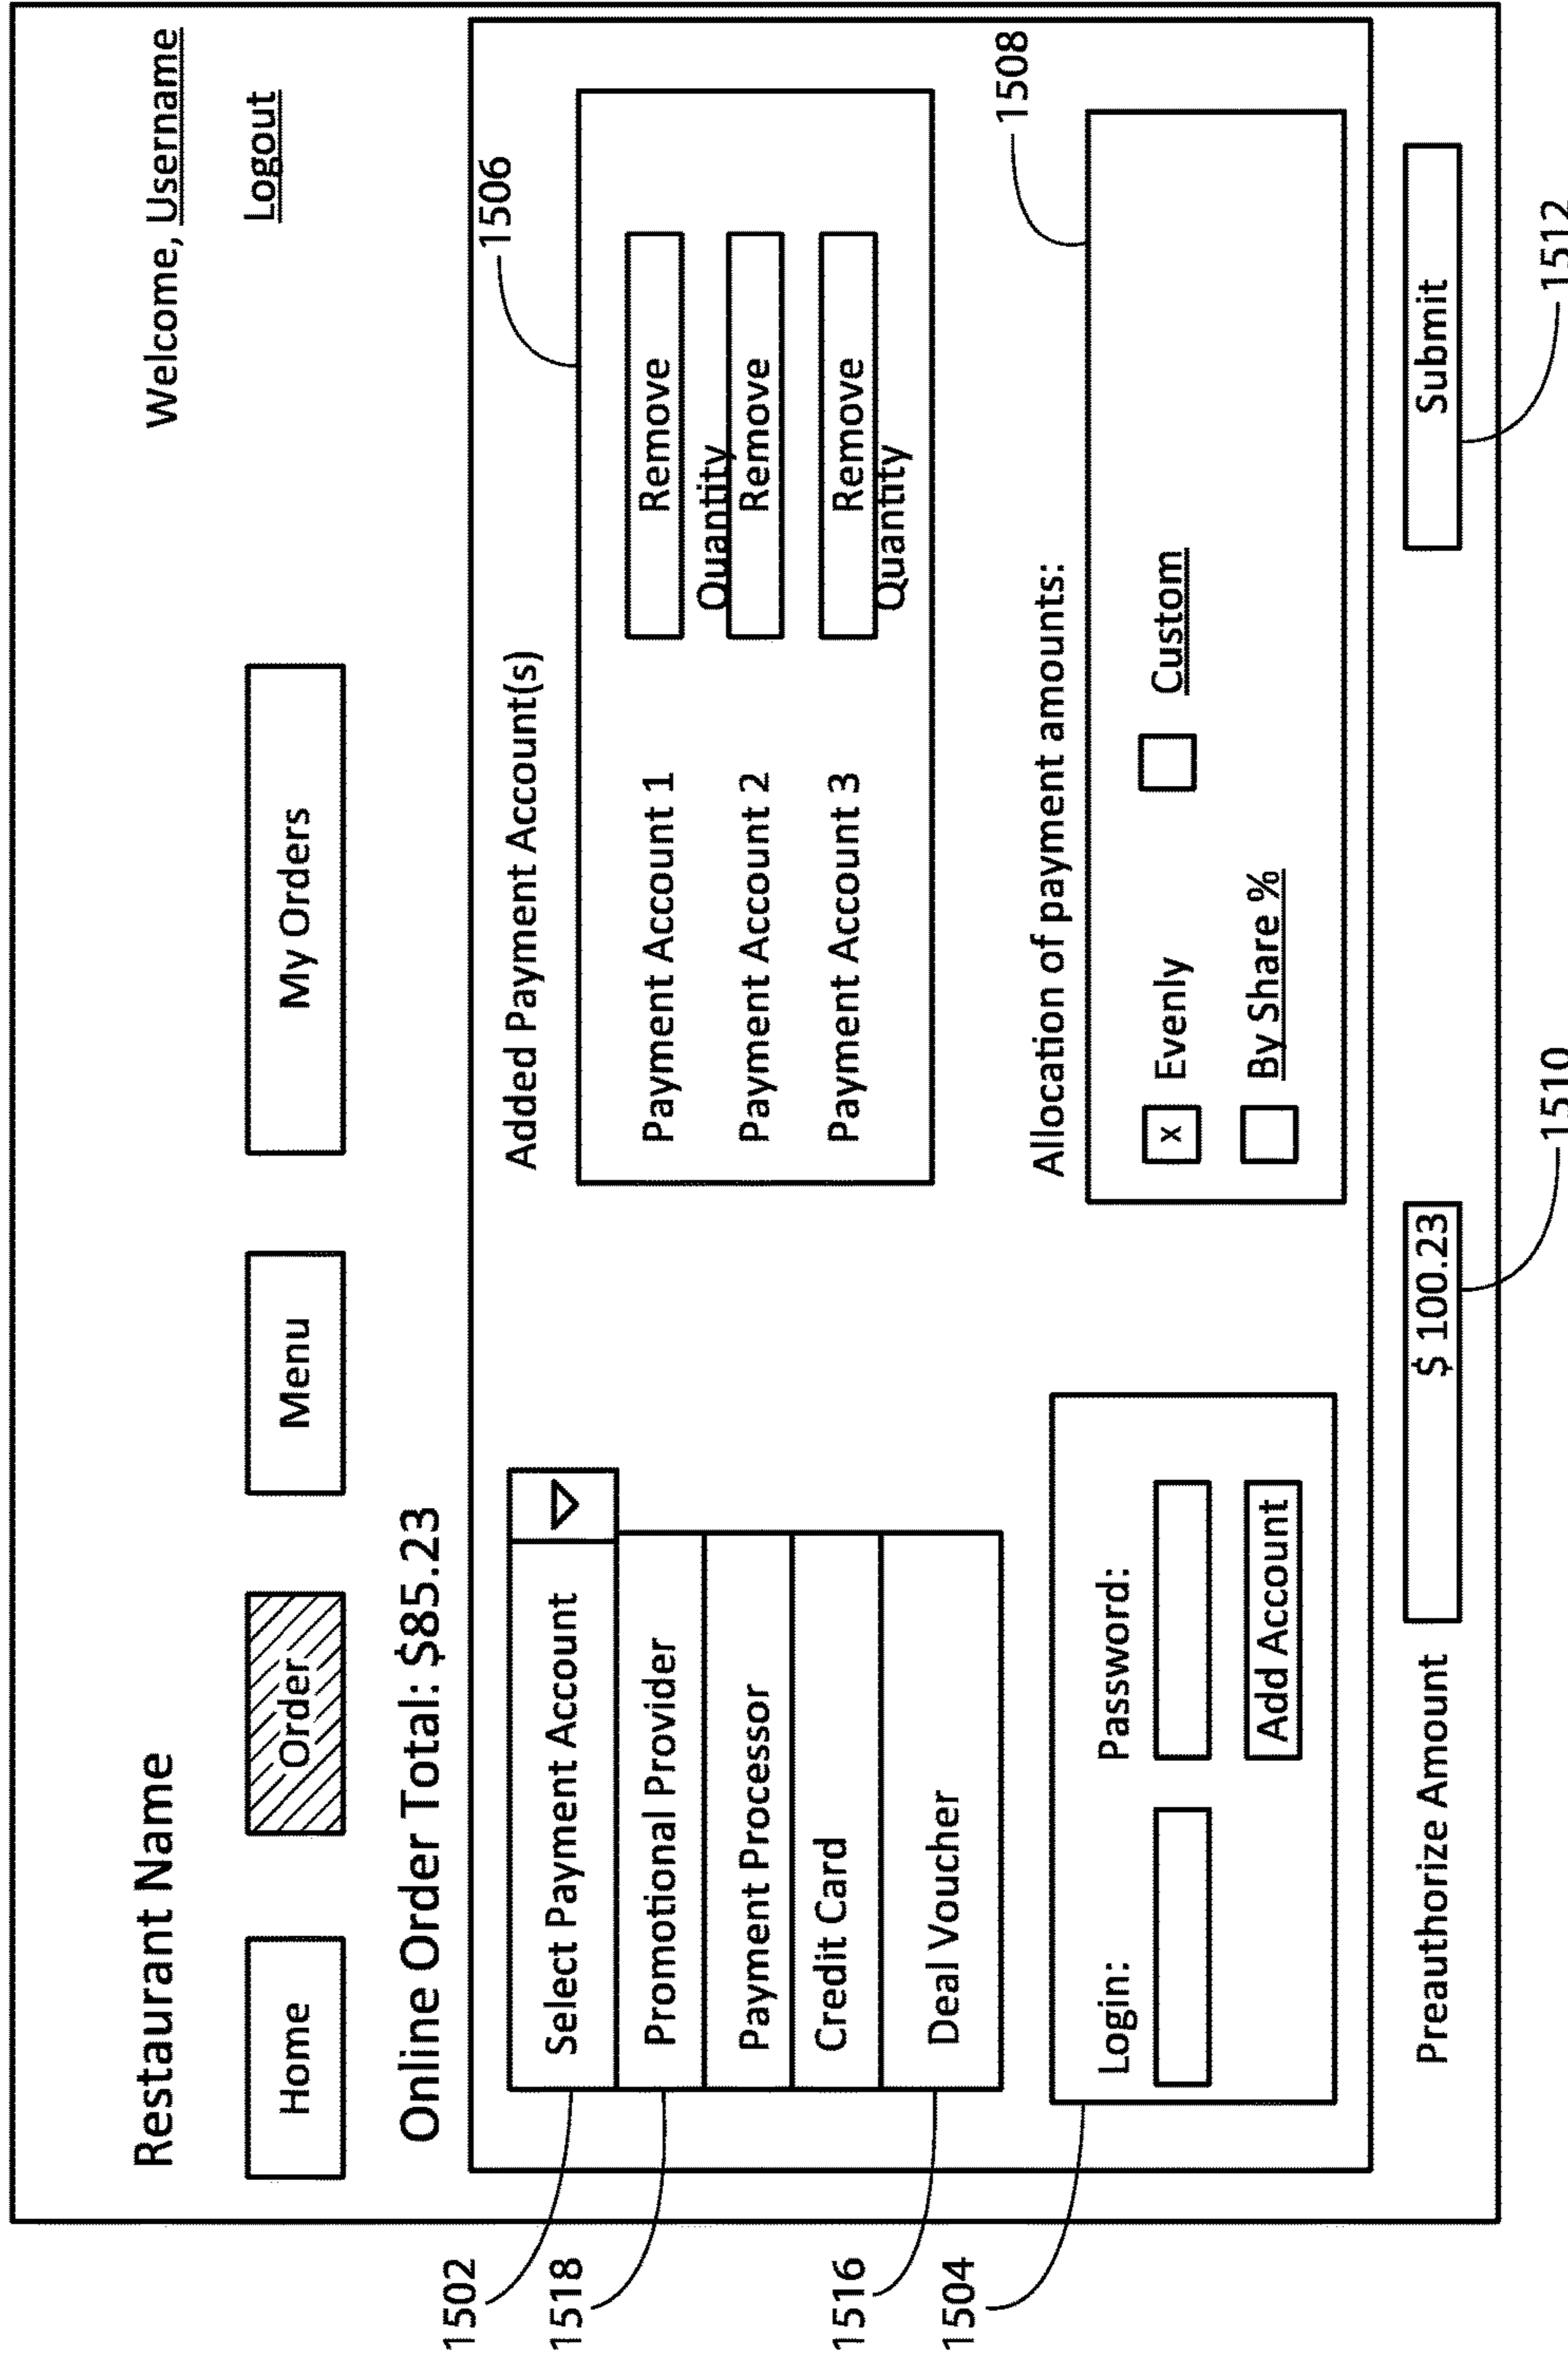 Welcome, Username
Restaurant Name
Logout
Home
Order
Menu
My Orders
Online Order Total: $85.23
1502
Select Payment Account
1518
Promotional Provider
Payment Processor
Credit Card
1516
Deal Voucher
1504
Login:
Password:
Add Account
Added Payment Account(s)
1506
Payment Account 1
Remove
Quantity
Payment Account 2
Remove
Payment Account 3
Remove
Quantity
Allocation of payment amounts:
1508
x Evenly
Custom
By Share %
Preauthorize Amount
$ 100.23
Submit
1510
1512